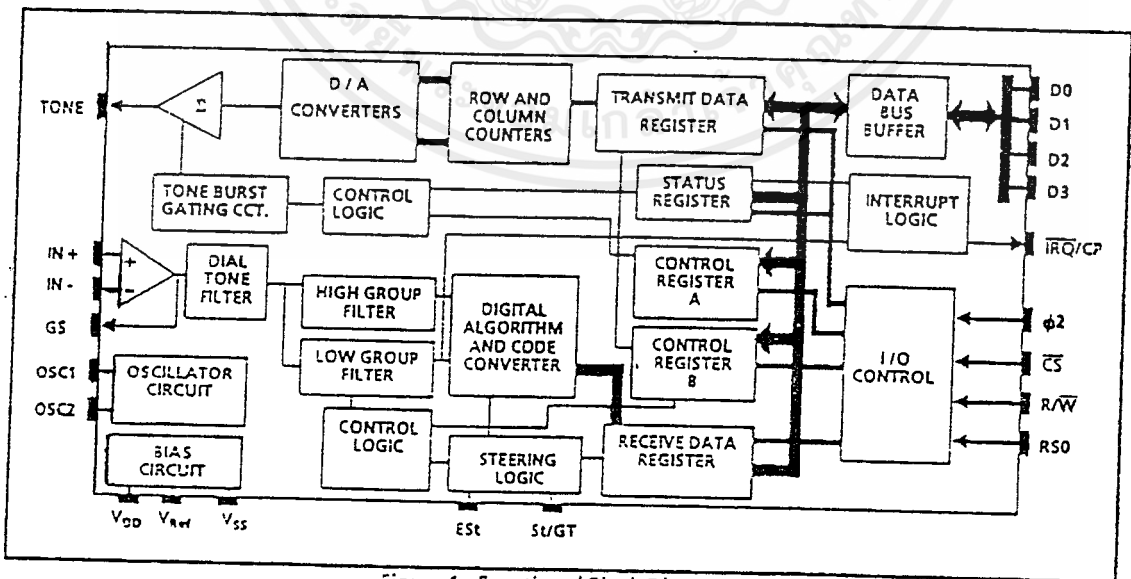 TONE
Σ
D / A
CONVERTERS
ROW AND
COLUMN
COUNTERS
TRANSMIT DATA
REGISTER
DATA
BUS
BUFFER
D0
D1
D2
D3
TONE BURST
GATING CCT.
CONTROL
LOGIC
STATUS
REGISTER
INTERRUPT
LOGIC
IRQ/CP
IN+
IN-
GS
+
−
DIAL
TONE
FILTER
HIGH GROUP
FILTER
LOW GROUP
FILTER
DIGITAL
ALGORITHM
AND CODE
CONVERTER
CONTROL
REGISTER
A
CONTROL
REGISTER
B
I/O
CONTROL
ϕ2
CS
R/W
RS0
OSC1
OSC2
OSCILLATOR
CIRCUIT
BIAS
CIRCUIT
CONTROL
LOGIC
STEERING
LOGIC
RECEIVE DATA
REGISTER
VDD
VRef
VSS
ESt
St/GT